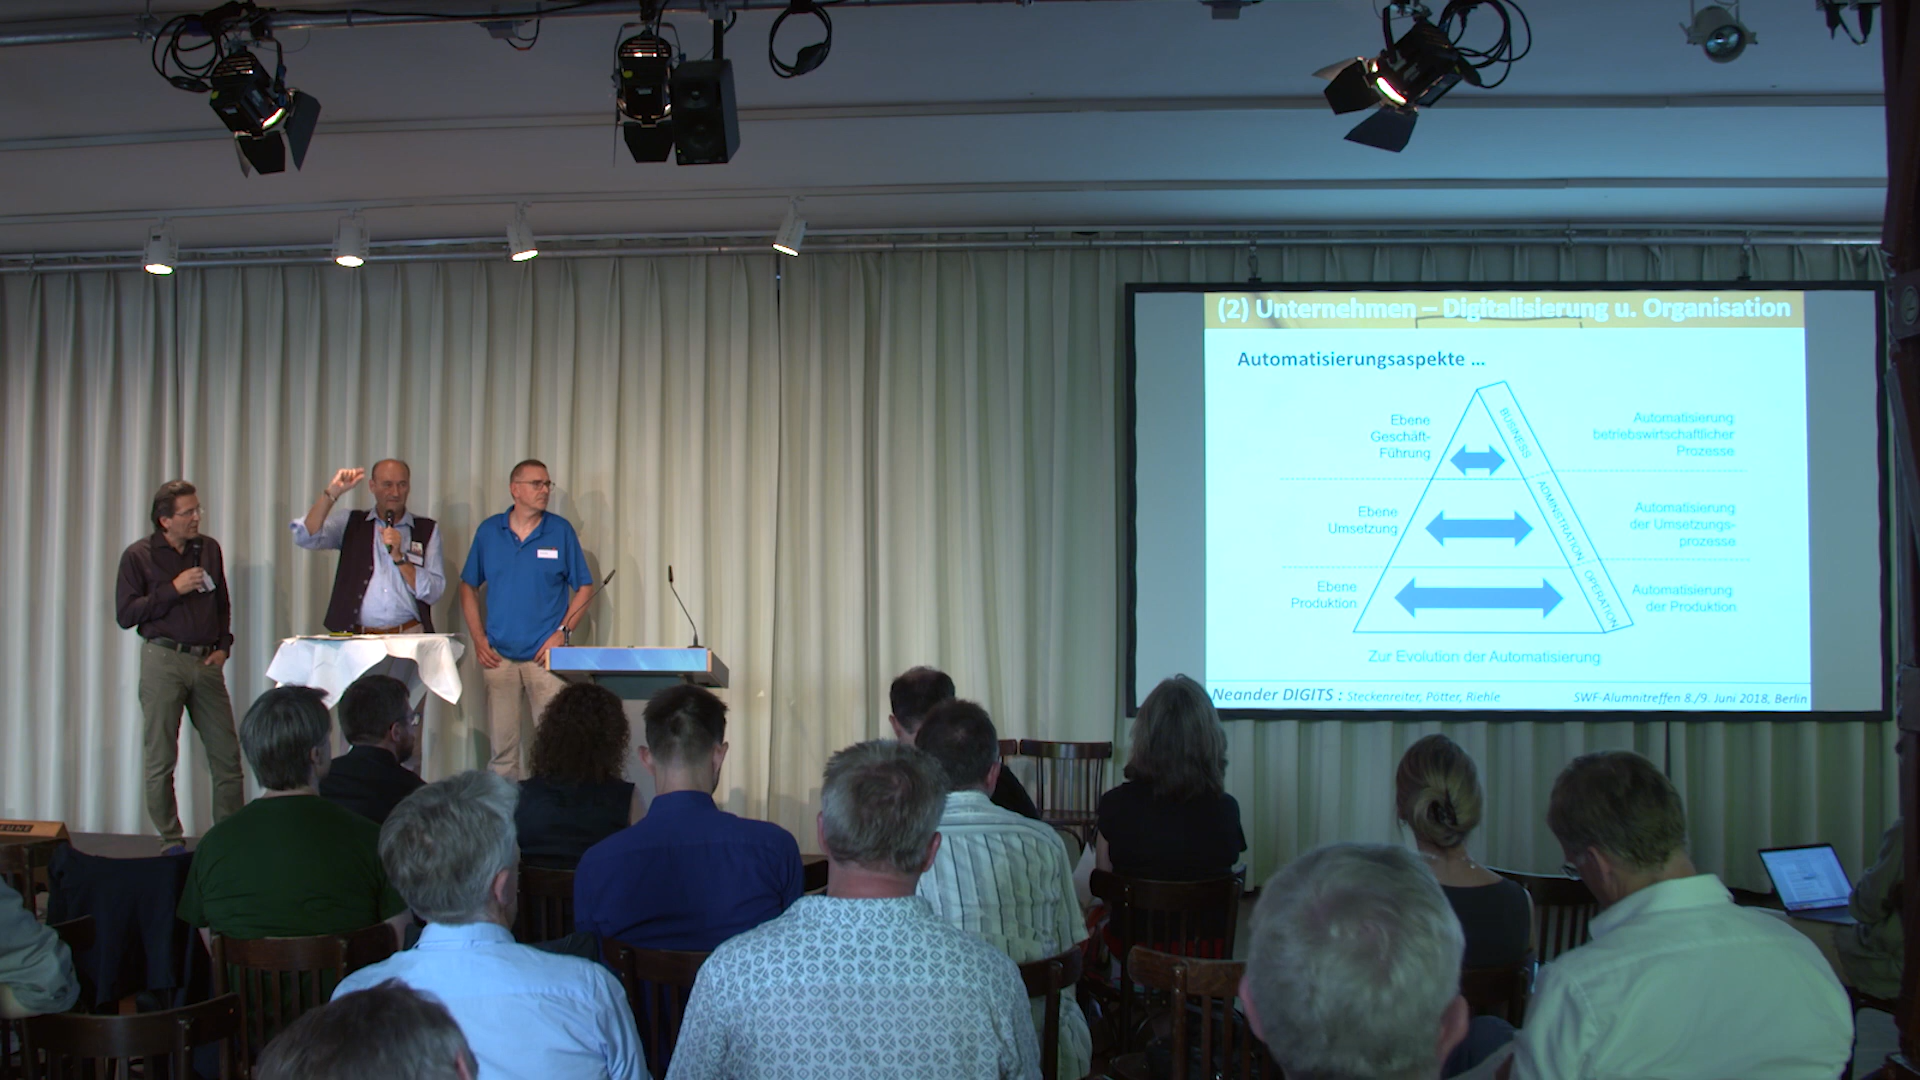 (2) Unternehmen – Digitalisierung u. Organisation
Automatisierungsaspekte ...
Ebene
Geschäft-
Führung
BUSINESS
Automatisierung
betriebswirtschaftlicher
Prozesse
Ebene
Umsetzung
ADMINISTRATION
Automatisierung
der Umsetzungs-
prozesse
Ebene
Produktion
OPERATION
Automatisierung
der Produktion
Zur Evolution der Automatisierung
Neander DIGITS : Steckenreiter, Pötter, Riehle
SWF-Alumnitreffen 8./9. Juni 2018, Berlin